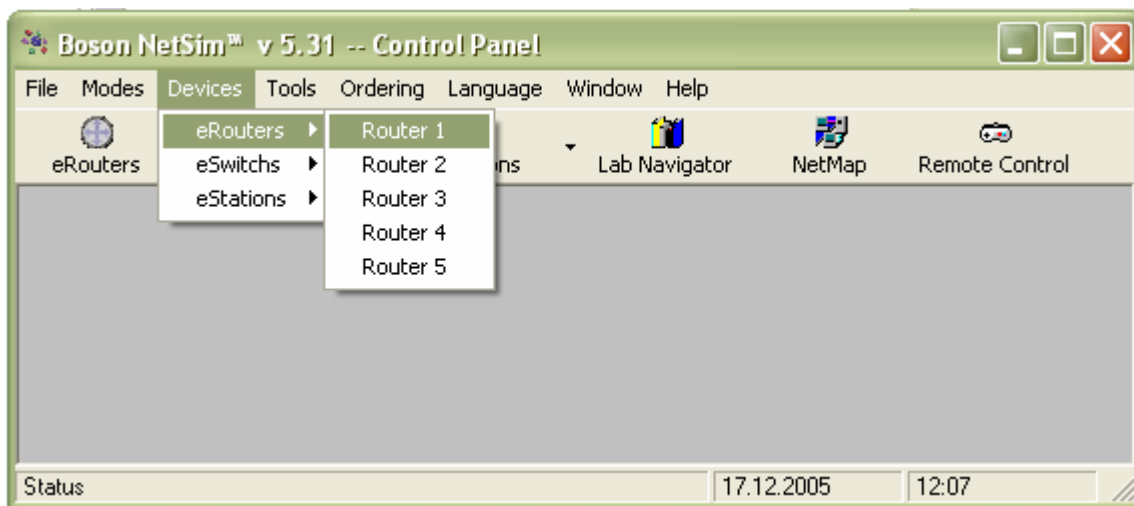 Boson NetSim™ v 5.31 -- Control Panel
File Modes Devices Tools Ordering Language Window Help
eRouters Router 1
eRouters Lab Navigator NetMap Remote Control
eSwitchs Router 2
eStations Router 3
Router 4
Router 5
Status 17.12.2005 12:07